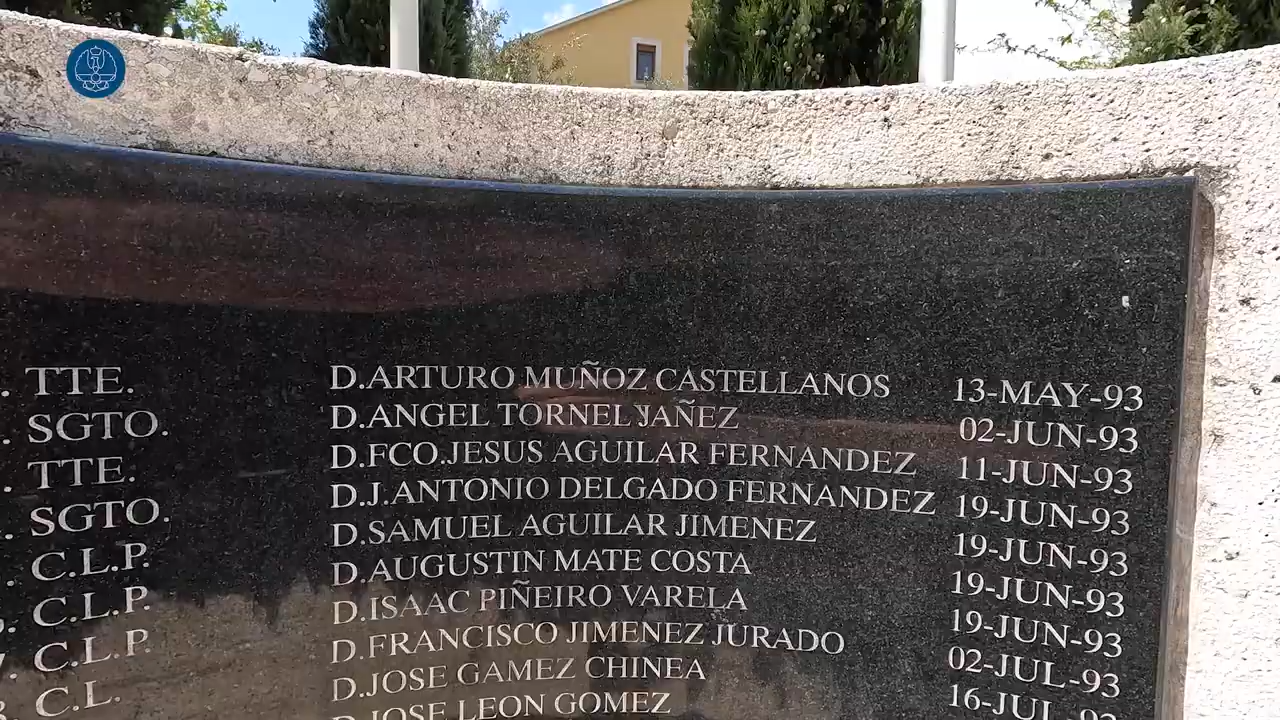 . TTE. D.ARTURO MUÑOZ CASTELLANOS 13-MAY-93
. SGTO. D.ANGEL TORNEL YAÑEZ 02-JUN-93
. TTE. D.FCO.JESUS AGUILAR FERNANDEZ 11-JUN-93
. SGTO. D.J.ANTONIO DELGADO FERNANDEZ 19-JUN-93
. C.L.P. D.SAMUEL AGUILAR JIMENEZ 19-JUN-93
. C.L.P. D.AUGUSTIN MATE COSTA 19-JUN-93
. C.L.P. D.ISAAC PIÑEIRO VARELA 19-JUN-93
. C.L. D.FRANCISCO JIMENEZ JURADO 02-JUL-93
D.JOSE GAMEZ CHINEA 16-JUL-93
D.JOSE LEON GOMEZ